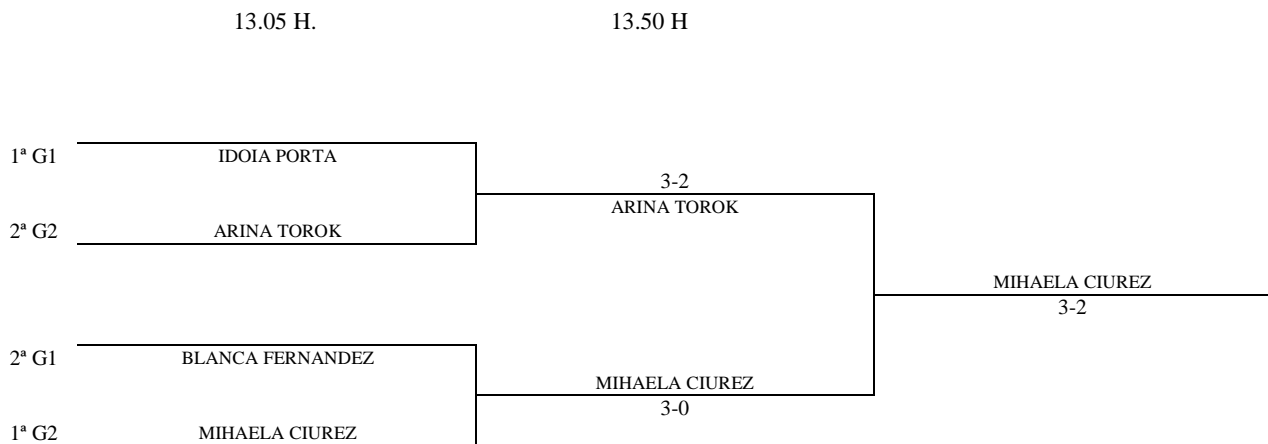 13.05 H. 13.50 H
1ª G1 IDOIA PORTA
3-2
ARINA TOROK
2ª G2 ARINA TOROK
MIHAELA CIUREZ
3-2
2ª G1 BLANCA FERNANDEZ
MIHAELA CIUREZ
3-0
1ª G2 MIHAELA CIUREZ